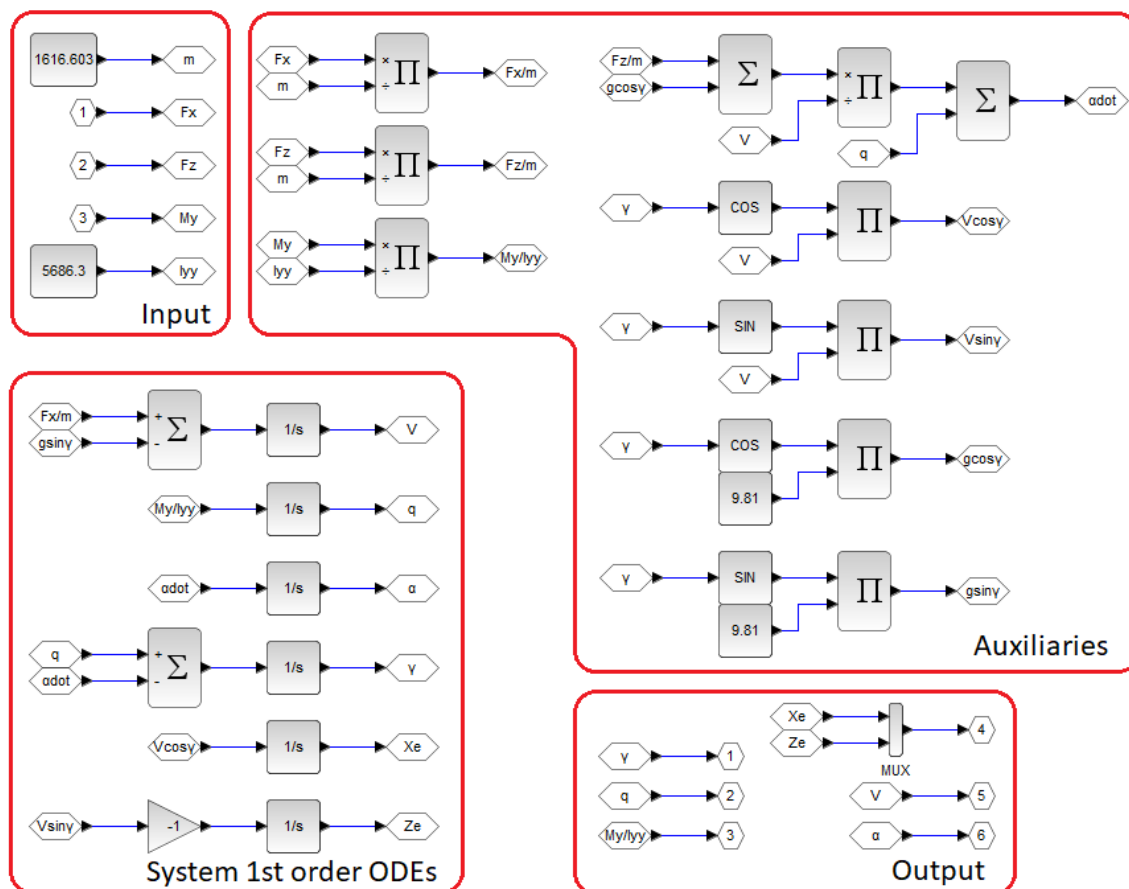 1616.603 m
1 Fx
2 Fz
3 My
5686.3 Iyy
Input
Fx × Π Fx/m
m ÷
Fz × Π Fz/m
m ÷
My × Π My/Iyy
Iyy ÷
Fz/m Σ × Π Σ αdot
gcosγ ÷
V
q
γ COS Π Vcosγ
V
γ SIN Π Vsinγ
V
γ COS Π gcosγ
9.81
γ SIN Π gsinγ
9.81
Auxiliaries
Fx/m + Σ 1/s V
gsinγ -
My/Iyy 1/s q
αdot 1/s α
q + Σ 1/s γ
αdot -
Vcosγ 1/s Xe
Vsinγ -1 1/s Ze
System 1st order ODEs
Xe 4
Ze
MUX
γ 1
q 2
My/Iyy 3
V 5
α 6
Output